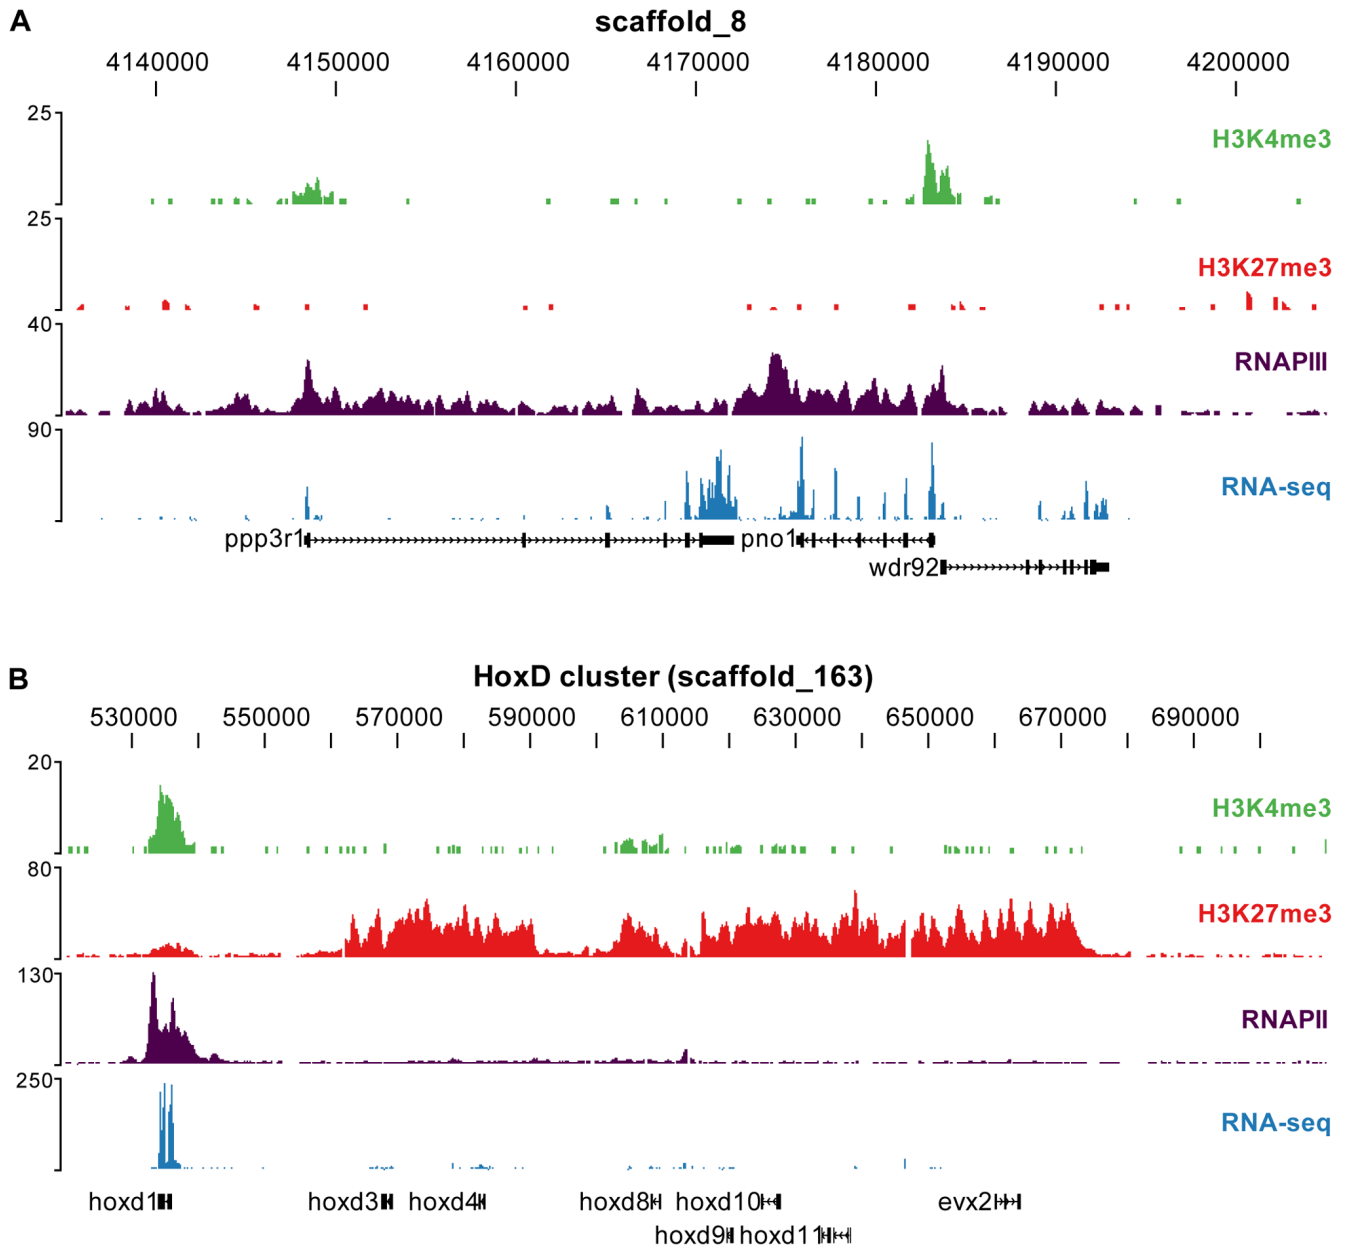 A
scaffold_8
4140000 4150000 4160000 4170000 4180000 4190000 4200000
25
H3K4me3
25
H3K27me3
40
RNAPIII
90
RNA-seq
ppp3r1 pno1
wdr92
B
HoxD cluster (scaffold_163)
530000 550000 570000 590000 610000 630000 650000 670000 690000
20
H3K4me3
80
H3K27me3
130
RNAPII
250
RNA-seq
hoxd1 hoxd3 hoxd4 hoxd8 hoxd10 evx2
hoxd9 hoxd11